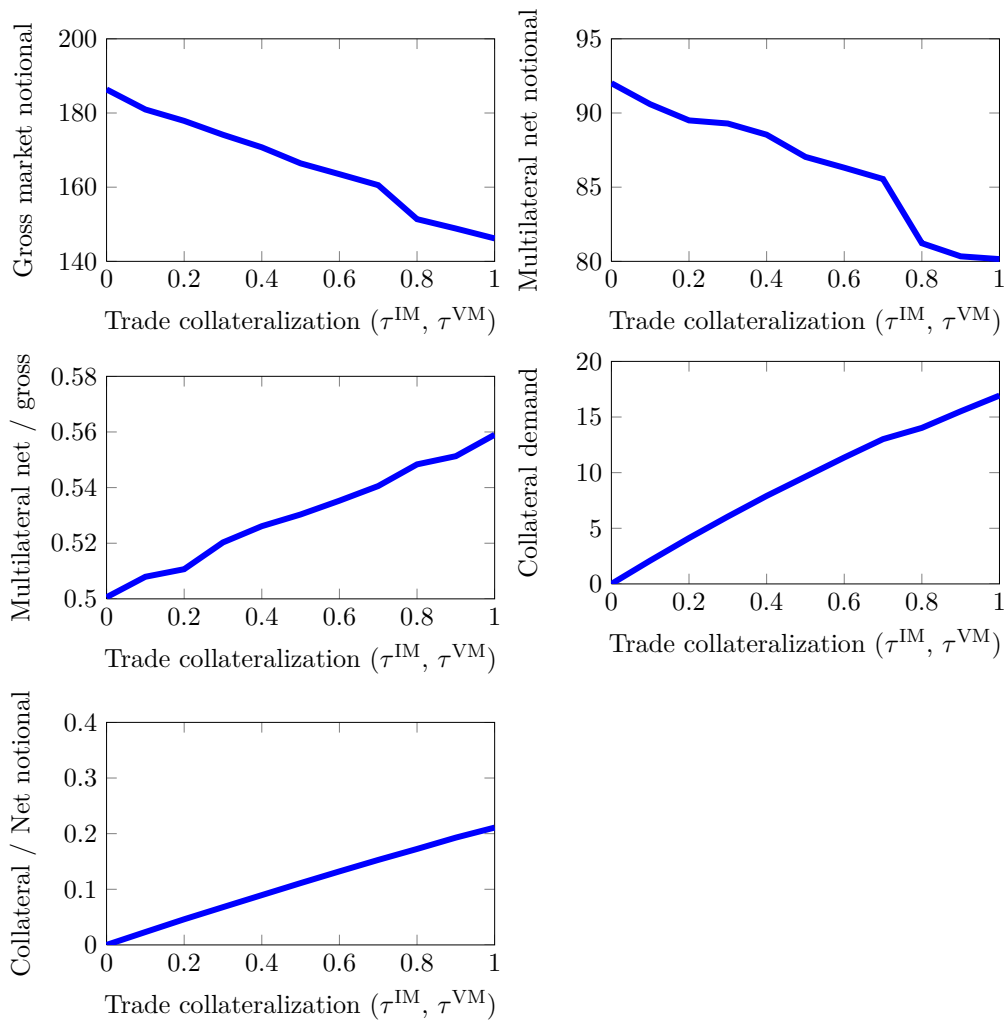 Gross market notional
200
180
160
140
0 0.2 0.4 0.6 0.8 1
Trade collateralization (τ^IM, τ^VM)
Multilateral net notional
95
90
85
80
0 0.2 0.4 0.6 0.8 1
Trade collateralization (τ^IM, τ^VM)
Multilateral net / gross
0.58
0.56
0.54
0.52
0.5
0 0.2 0.4 0.6 0.8 1
Trade collateralization (τ^IM, τ^VM)
Collateral demand
20
15
10
5
0
0 0.2 0.4 0.6 0.8 1
Trade collateralization (τ^IM, τ^VM)
Collateral / Net notional
0.4
0.3
0.2
0.1
0
0 0.2 0.4 0.6 0.8 1
Trade collateralization (τ^IM, τ^VM)